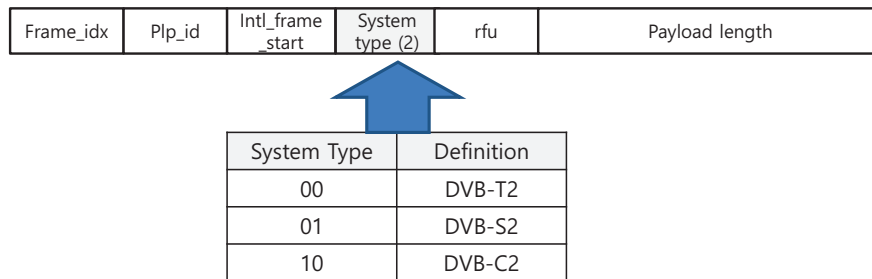 Frame_idx Plp_id Intl_frame _start System type (2) rfu Payload length
System Type Definition
00 DVB-T2
01 DVB-S2
10 DVB-C2